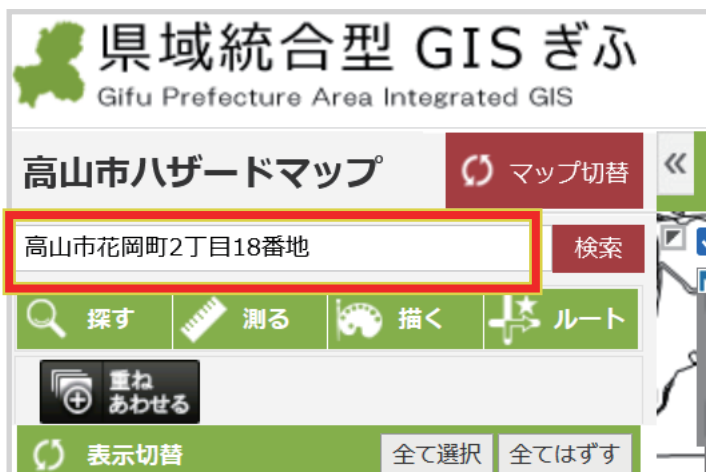 県域統合型 GIS ぎふ
Gifu Prefecture Area Integrated GIS
高山市ハザードマップ
マップ切替
«
高山市花岡町2丁目18番地
検索
探す
測る
描く
ルート
重ね
あわせる
表示切替
全て選択
全てはずす